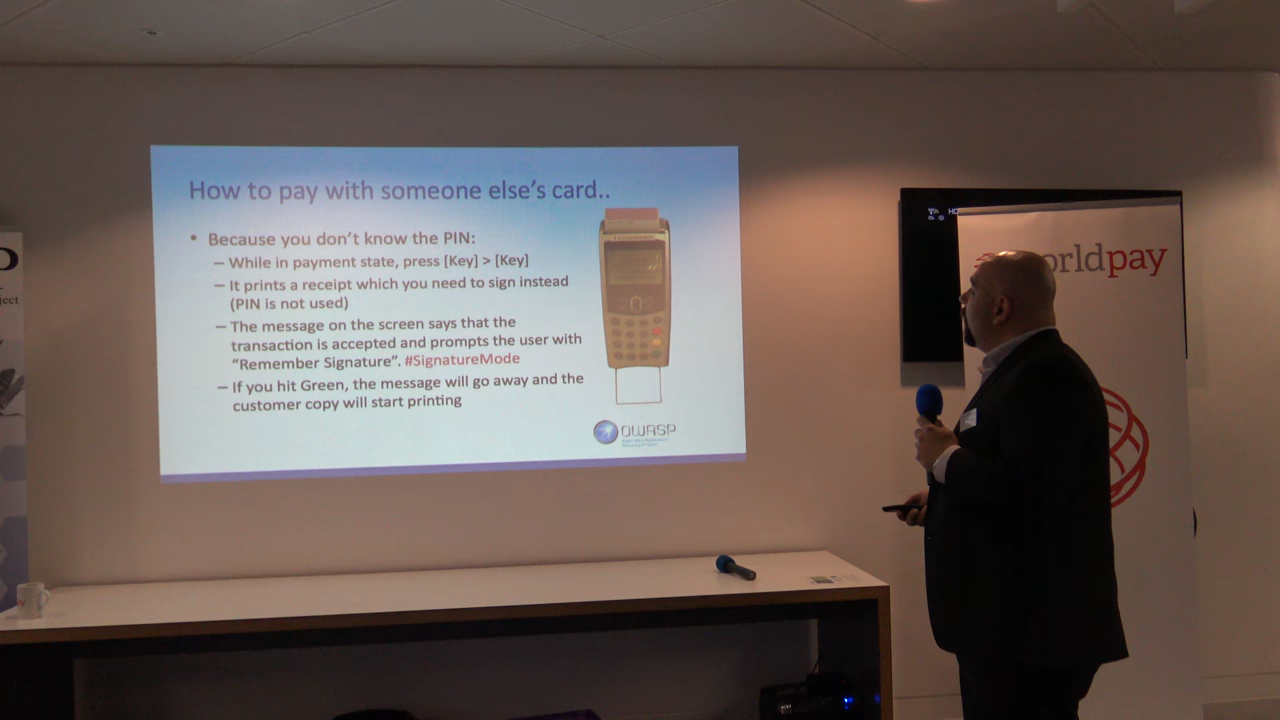 How to pay with someone else's card..
• Because you don't know the PIN:
– While in payment state, press [Key] > [Key]
– It prints a receipt which you need to sign instead
(PIN is not used)
– The message on the screen says that the
transaction is accepted and prompts the user with
"Remember Signature". #SignatureMode
– If you hit Green, the message will go away and the
customer copy will start printing
OWASP
orldpay
ject